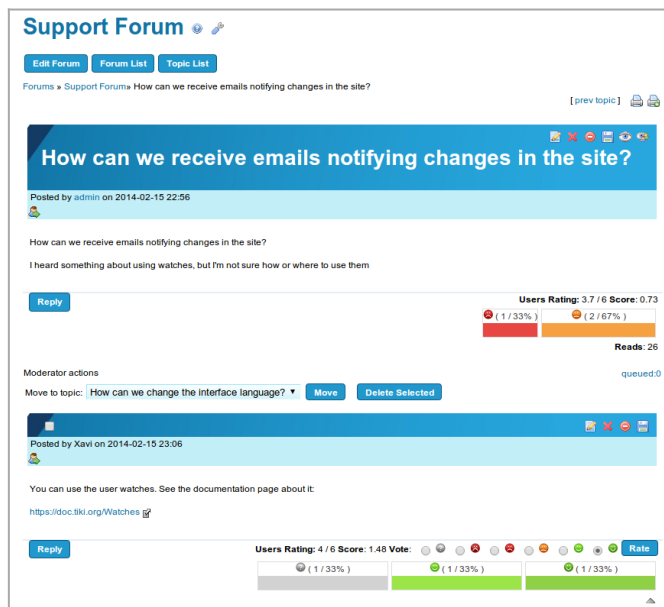 Support Forum
Edit Forum Forum List Topic List
Forums » Support Forum» How can we receive emails notifying changes in the site?
[ prev topic ]
How can we receive emails notifying changes in the site?
Posted by admin on 2014-02-15 22:56
How can we receive emails notifying changes in the site?
I heard something about using watches, but I'm not sure how or where to use them
Reply
Users Rating: 3.7 / 6 Score: 0.73
( 1 / 33% ) ( 2 / 67% )
Reads: 26
Moderator actions
queued:0
Move to topic: How can we change the interface language? Move Delete Selected
Posted by Xavi on 2014-02-15 23:06
You can use the user watches. See the documentation page about it:
https://doc.tiki.org/Watches
Reply
Users Rating: 4 / 6 Score: 1.48 Vote: Rate
( 1 / 33% ) ( 1 / 33% ) ( 1 / 33% )